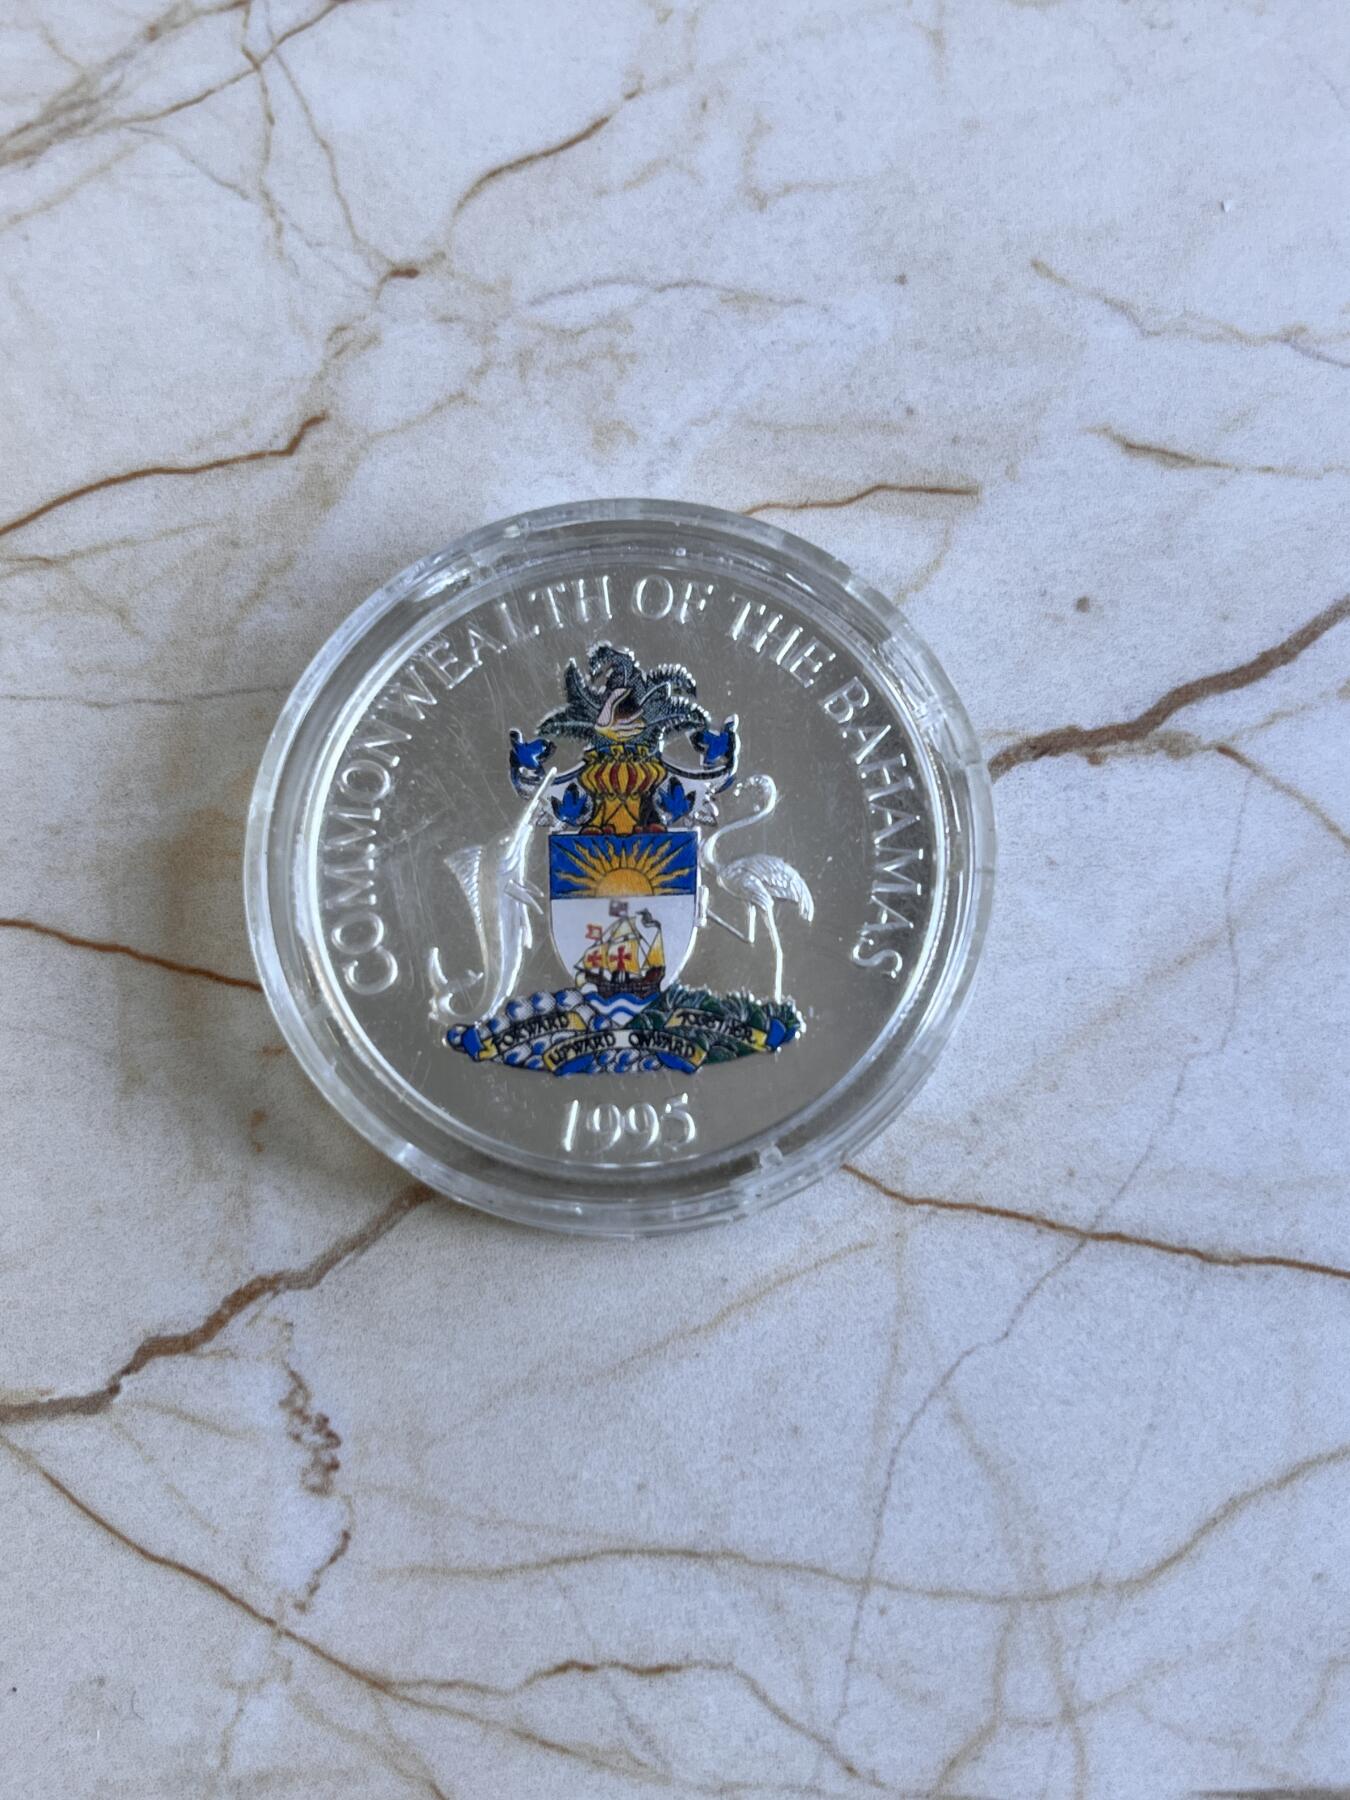 COMMONWEALTH OF THE BAHAMAS
FORWARD UPWARD ONWARD TOGETHER
1995